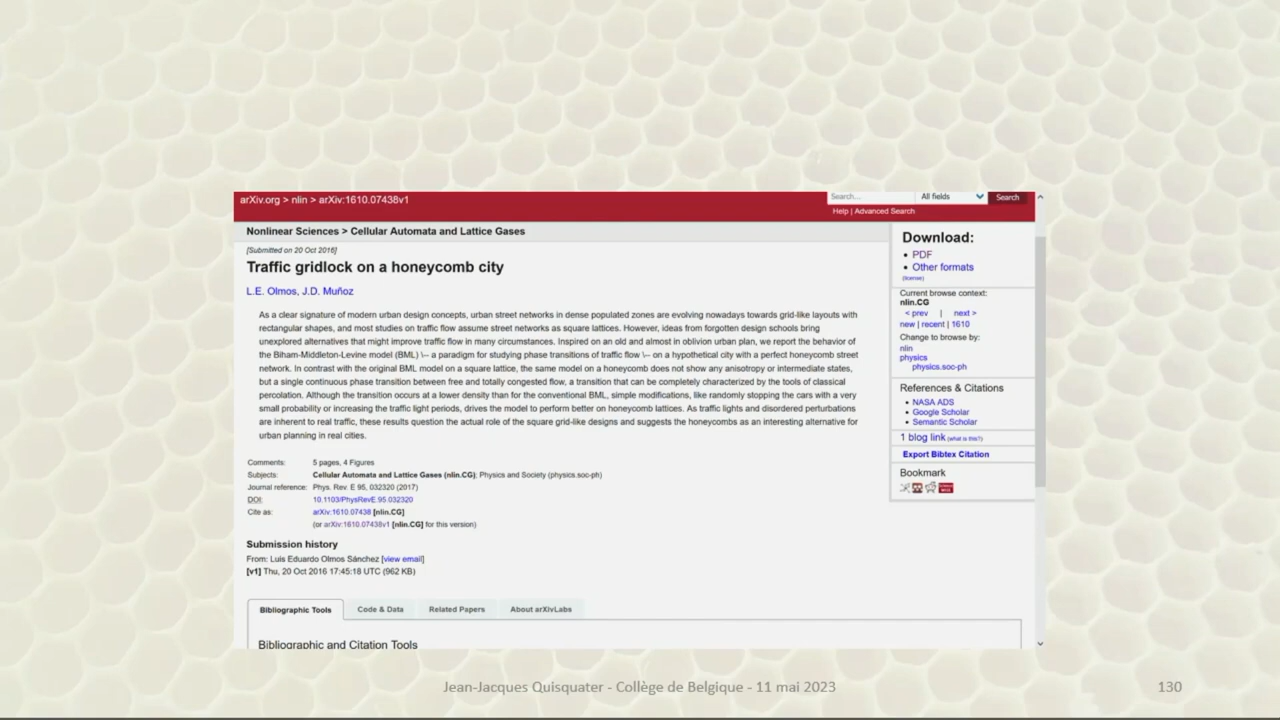 arXiv.org > nlin > arXiv:1610.07438v1
Search...
All fields
Search
Help | Advanced Search
Nonlinear Sciences > Cellular Automata and Lattice Gases
[Submitted on 20 Oct 2016]
Traffic gridlock on a honeycomb city
L.E. Olmos, J.D. Muñoz
As a clear signature of modern urban design concepts, urban street networks in dense populated zones are evolving nowadays towards grid-like layouts with
rectangular shapes, and most studies on traffic flow assume street networks as square lattices. However, ideas from forgotten design schools bring
unexplored alternatives that might improve traffic flow in many circumstances. Inspired on an old and almost in oblivion urban plan, we report the behavior of
the Biham-Middleton-Levine model (BML) \-- a paradigm for studying phase transitions of traffic flow \-- on a hypothetical city with a perfect honeycomb street
network. In contrast with the original BML model on a square lattice, the same model on a honeycomb does not show any anisotropy or intermediate states,
but a single continuous phase transition between free and totally congested flow, a transition that can be completely characterized by the tools of classical
percolation. Although the transition occurs at a lower density than for the conventional BML, simple modifications, like randomly stopping the cars with a very
small probability or increasing the traffic light periods, drives the model to perform better on honeycomb lattices. As traffic lights and disordered perturbations
are inherent to real traffic, these results question the actual role of the square grid-like designs and suggests the honeycombs as an interesting alternative for
urban planning in real cities.
Comments: 5 pages, 4 Figures
Subjects: Cellular Automata and Lattice Gases (nlin.CG); Physics and Society (physics.soc-ph)
Journal reference: Phys. Rev. E 95, 032320 (2017)
DOI: 10.1103/PhysRevE.95.032320
Cite as: arXiv:1610.07438 [nlin.CG]
(or arXiv:1610.07438v1 [nlin.CG] for this version)
Submission history
From: Luis Eduardo Olmos Sánchez [view email]
[v1] Thu, 20 Oct 2016 17:45:18 UTC (962 KB)
Bibliographic Tools
Code & Data
Related Papers
About arXivLabs
Bibliographic and Citation Tools
Download:
• PDF
• Other formats
(license)
Current browse context:
nlin.CG
< prev | next >
new | recent | 1610
Change to browse by:
nlin
physics
physics.soc-ph
References & Citations
• NASA ADS
• Google Scholar
• Semantic Scholar
1 blog link (what is this?)
Export Bibtex Citation
Bookmark
Jean-Jacques Quisquater - Collège de Belgique - 11 mai 2023
130